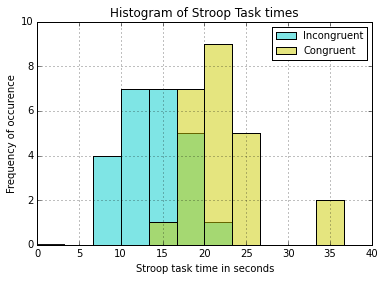 Histogram of Stroop Task times
Incongruent
Congruent
Frequency of occurence
10
8
6
4
2
0
0 5 10 15 20 25 30 35 40
Stroop task time in seconds